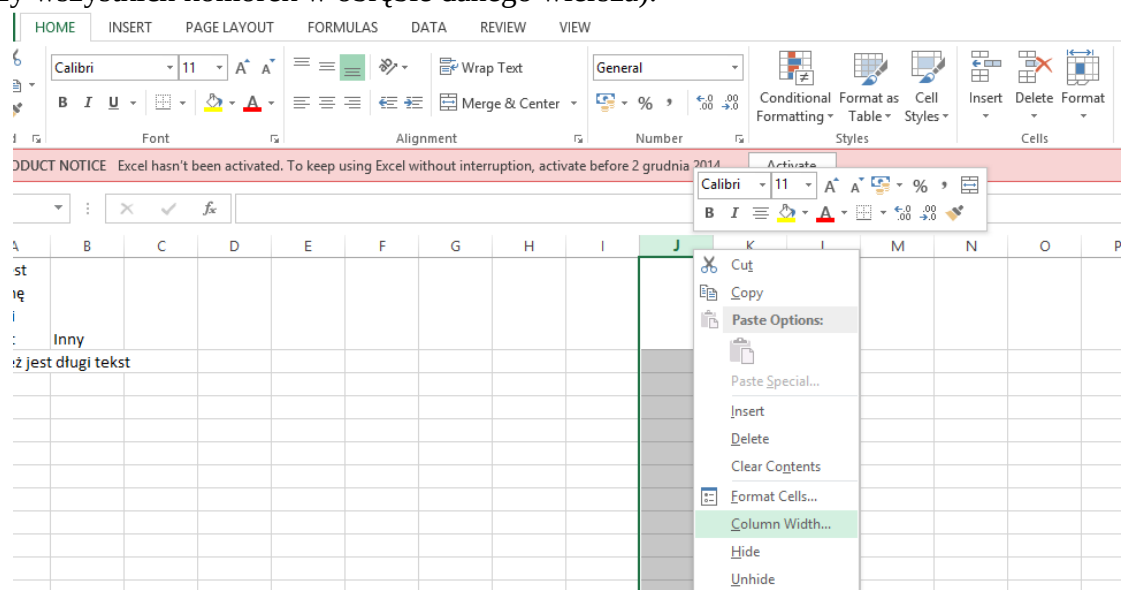 HOME INSERT PAGE LAYOUT FORMULAS DATA REVIEW VIEW
Calibri 11 A A Wrap Text General
B I U A Merge & Center % , Conditional Format as Cell Insert Delete Format
Formatting Table Styles
Font Alignment Number Styles Cells
ODUCT NOTICE Excel hasn't been activated. To keep using Excel without interruption, activate before 2 grudnia 2014 Activate
Calibri 11 A A % ,
fx
B I A
A B C D E F G H I J K L M N O P
st
nę
i
Inny
eż jest długi tekst
Cut
Copy
Paste Options:
Paste Special...
Insert
Delete
Clear Contents
Format Cells...
Column Width...
Hide
Unhide